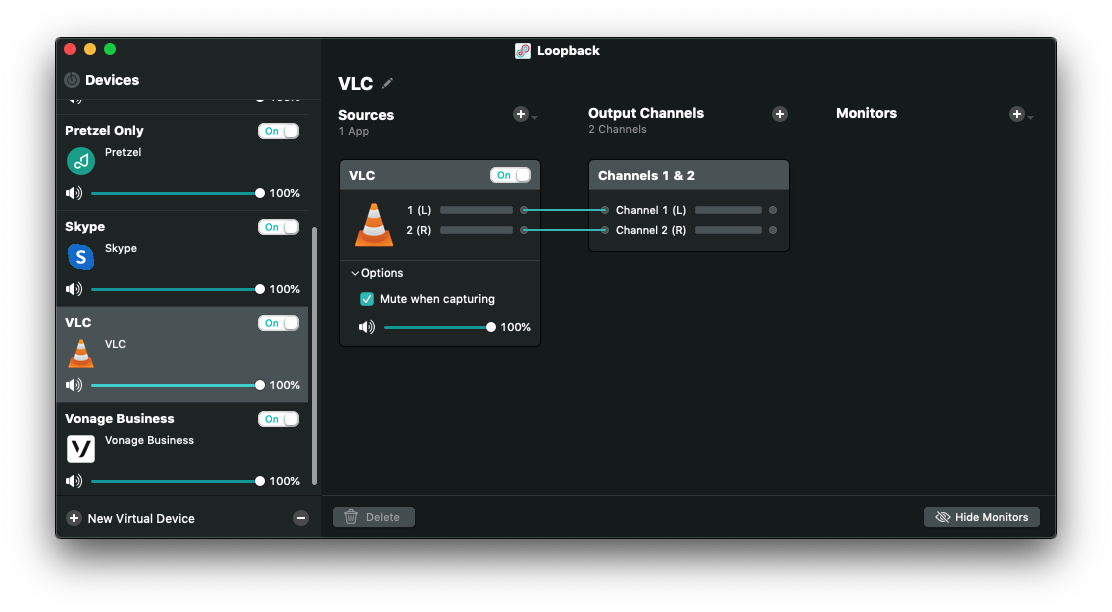 Loopback
Devices
100%
Pretzel Only
On
Pretzel
100%
Skype
On
S
Skype
100%
VLC
On
VLC
100%
Vonage Business
On
V
Vonage Business
100%
New Virtual Device
VLC
Sources
1 App
VLC
On
1 (L)
2 (R)
Options
Mute when capturing
100%
Output Channels
2 Channels
Channels 1 & 2
Channel 1 (L)
Channel 2 (R)
Monitors
Delete
Hide Monitors